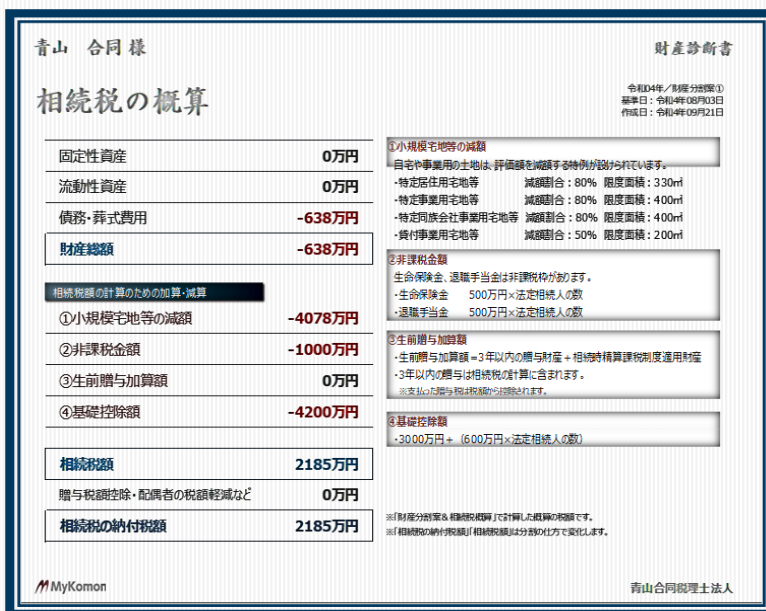 青山 合同 様
財産診断書
相続税の概算
令和04年／財産分割案①
基準日：令和4年08月03日
作成日：令和4年09月21日
固定性資産 0万円
流動性資産 0万円
債務・葬式費用 -638万円
財産総額 -638万円
相続税額の計算のための加算・減算
①小規模宅地等の減額 -4078万円
②非課税金額 -1000万円
③生前贈与加算額 0万円
④基礎控除額 -4200万円
相続税額 2185万円
贈与税額控除・配偶者の税額軽減など 0万円
相続税の納付税額 2185万円
①小規模宅地等の減額
自宅や事業用の土地は、評価額を減額する特例が設けられています。
・特定居住用宅地等 減額割合：80% 限度面積：330㎡
・特定事業用宅地等 減額割合：80% 限度面積：400㎡
・特定同族会社事業用宅地等 減額割合：80% 限度面積：400㎡
・貸付事業用宅地等 減額割合：50% 限度面積：200㎡
②非課税金額
生命保険金、退職手当金は非課税枠があります。
・生命保険金 500万円×法定相続人の数
・退職手当金 500万円×法定相続人の数
③生前贈与加算額
・生前贈与加算額＝3年以内の贈与財産＋相続時精算課税制度適用財産
・3年以内の贈与は相続税の計算に含まれます。
※支払った贈与税は税額から控除されます。
④基礎控除額
・3000万円＋（600万円×法定相続人の数）
※「財産分割案＆相続税概算」で計算した概算の税額です。
※「相続税の納付税額」「相続税額」は分割の仕方で変化します。
MyKomon
青山合同税理士法人